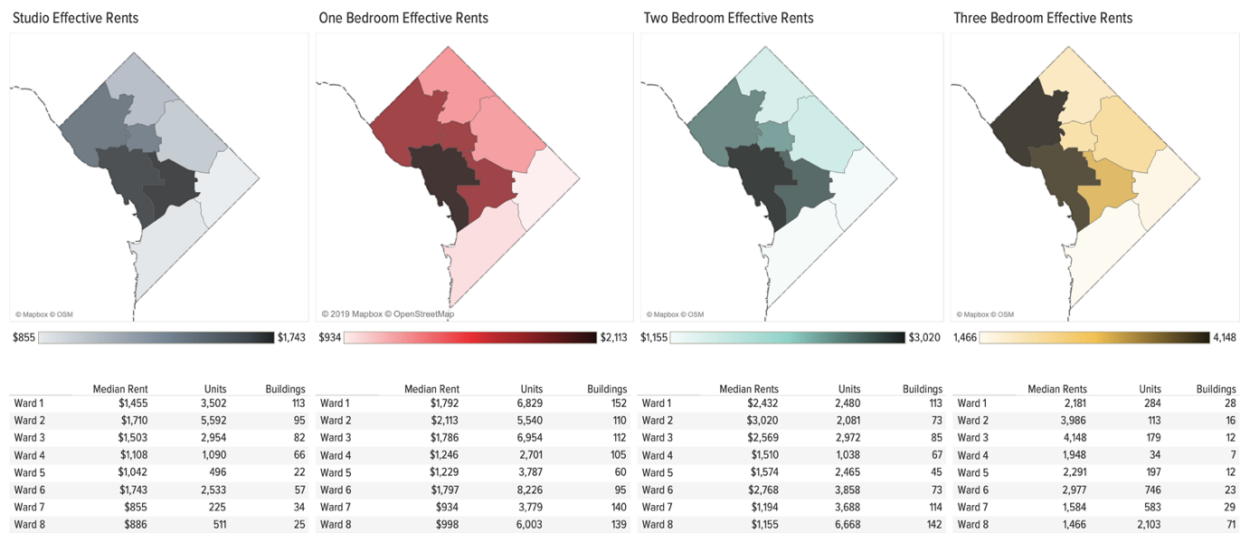 Studio Effective Rents
One Bedroom Effective Rents
Two Bedroom Effective Rents
Three Bedroom Effective Rents
© Mapbox © OSM
© 2019 Mapbox © OpenStreetMap
© Mapbox © OSM
© Mapbox © OSM
$855 $1,743
$934 $2,113
$1,155 $3,020
1,466 4,148
Median Rent Units Buildings
Ward 1 $1,455 3,502 113
Ward 2 $1,710 5,592 95
Ward 3 $1,503 2,954 82
Ward 4 $1,108 1,090 66
Ward 5 $1,042 496 22
Ward 6 $1,743 2,533 57
Ward 7 $855 225 34
Ward 8 $886 511 25
Median Rent Units Buildings
Ward 1 $1,792 6,829 152
Ward 2 $2,113 5,540 110
Ward 3 $1,786 6,954 112
Ward 4 $1,246 2,701 105
Ward 5 $1,229 3,787 60
Ward 6 $1,797 8,226 95
Ward 7 $934 3,779 140
Ward 8 $998 6,003 139
Median Rents Units Buildings
Ward 1 $2,432 2,480 113
Ward 2 $3,020 2,081 73
Ward 3 $2,569 2,972 85
Ward 4 $1,510 1,038 67
Ward 5 $1,574 2,465 45
Ward 6 $2,768 3,858 73
Ward 7 $1,194 3,688 114
Ward 8 $1,155 6,668 142
Median Rents Units Buildings
Ward 1 2,181 284 28
Ward 2 3,986 113 16
Ward 3 4,148 179 12
Ward 4 1,948 34 7
Ward 5 2,291 197 12
Ward 6 2,977 746 23
Ward 7 1,584 583 29
Ward 8 1,466 2,103 71